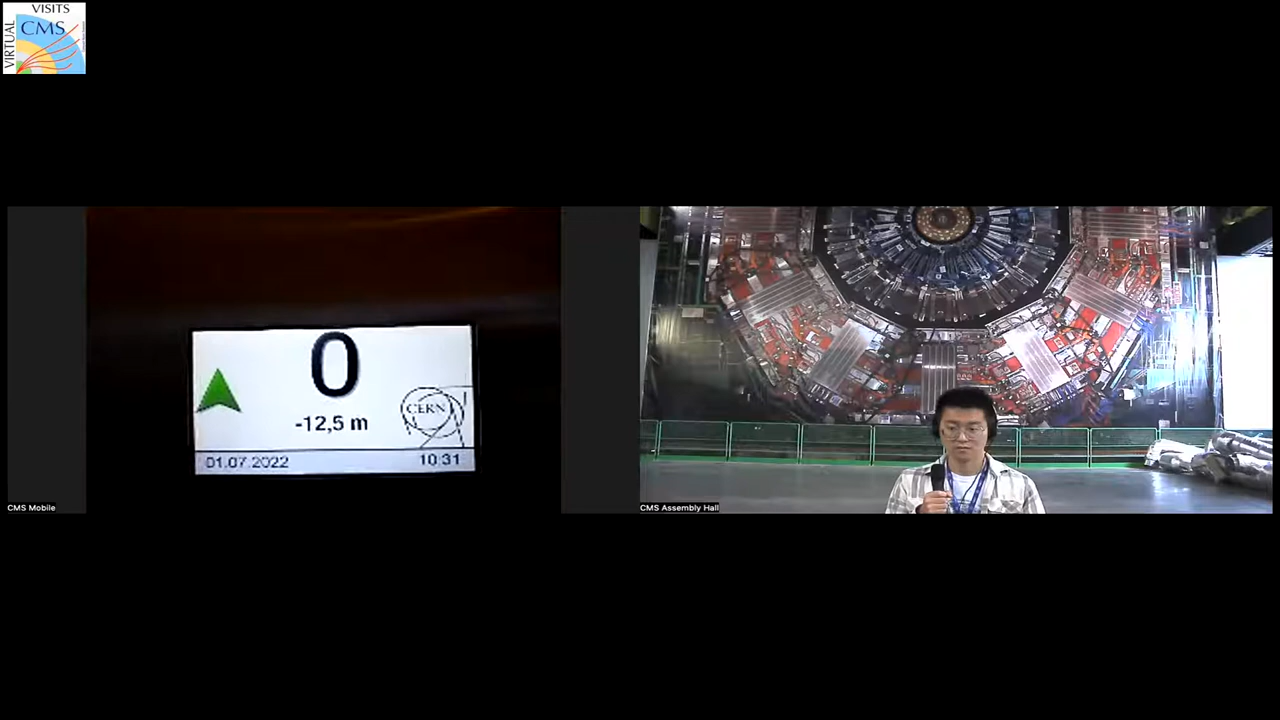 VISITS
VIRTUAL
CMS
0
-12,5 m
CERN
01.07.2022 10:31
CMS Mobile
CMS Assembly Hall